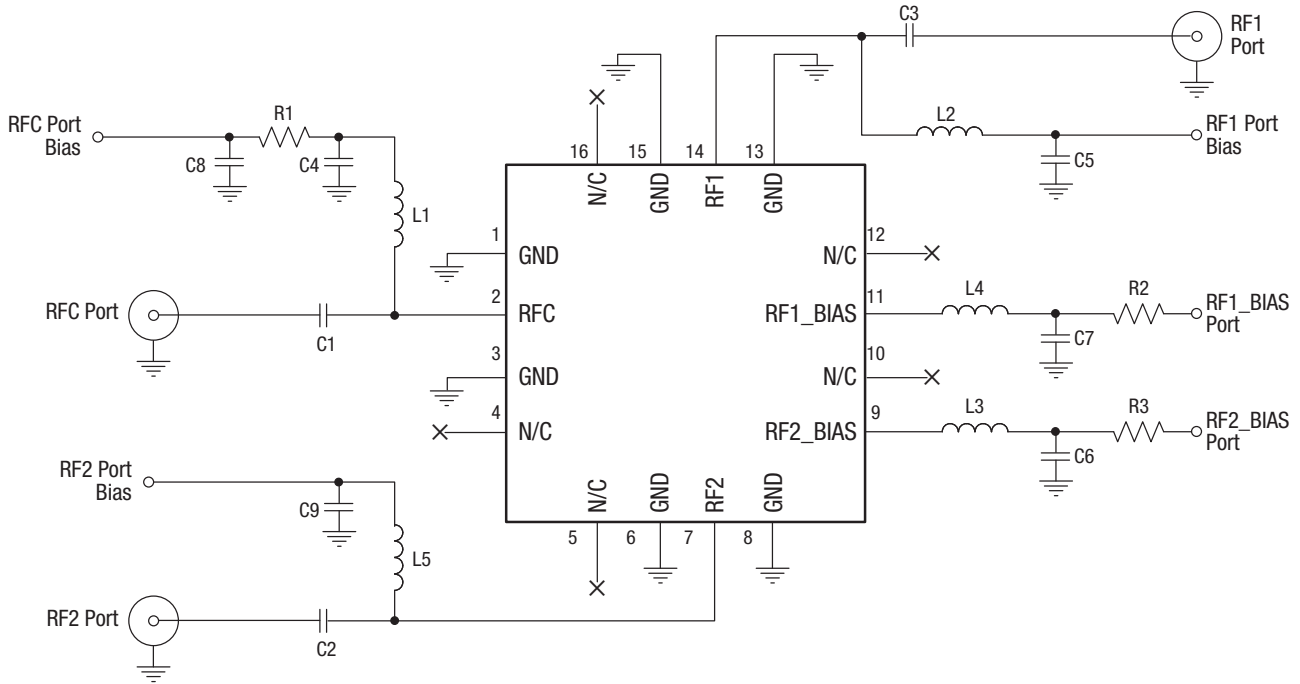 C3
RF1
Port
RFC Port
Bias
R1
C8
C4
L1
L2
RF1 Port
Bias
C5
16
15
14
13
N/C
GND
RF1
GND
1
GND
12
N/C
RFC Port
C1
2
RFC
11
RF1_BIAS
L4
R2
RF1_BIAS
Port
C7
3
GND
10
N/C
4
N/C
9
RF2_BIAS
L3
R3
RF2_BIAS
Port
C6
RF2 Port
Bias
C9
L5
N/C
GND
RF2
GND
5
6
7
8
RF2 Port
C2